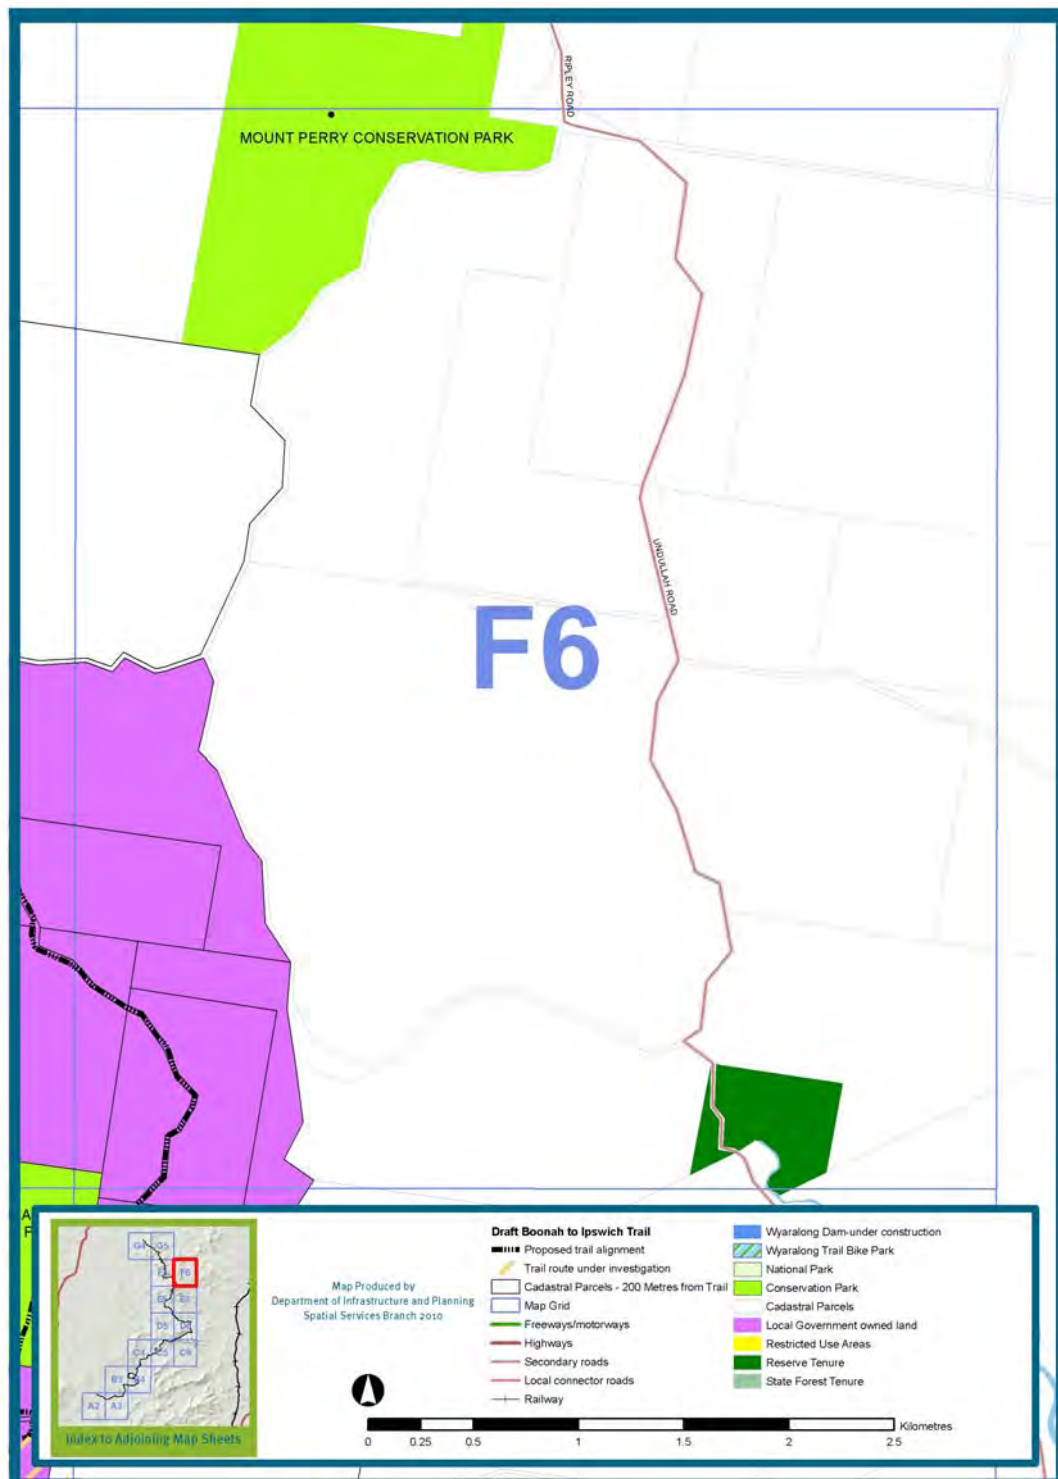 RIPLEY ROAD
MOUNT PERRY CONSERVATION PARK
UNDULLAH ROAD
F6
A
F
G4 G5
F6
D5
C4 C5 C6
B3 B4
A2 A3
Index to Adjoining Map Sheets
Map Produced by
Department of Infrastructure and Planning
Spatial Services Branch 2010
Draft Boonah to Ipswich Trail
Proposed trail alignment
Trail route under investigation
Cadastral Parcels - 200 Metres from Trail
Map Grid
Freeways/motorways
Highways
Secondary roads
Local connector roads
Railway
Wyaralong Dam-under construction
Wyaralong Trail Bike Park
National Park
Conservation Park
Cadastral Parcels
Local Government owned land
Restricted Use Areas
Reserve Tenure
State Forest Tenure
Kilometres
0 0.25 0.5 1 1.5 2 2.5